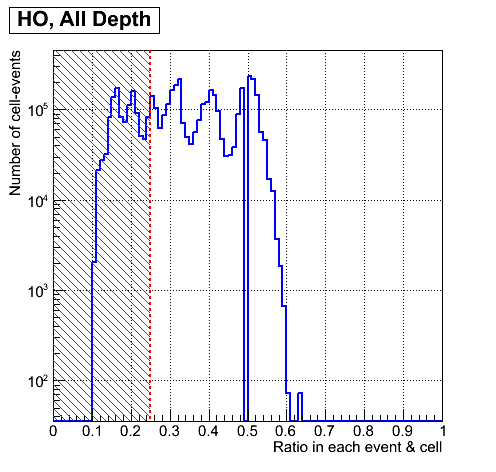 HO, All Depth
Number of cell-events
10^5
10^4
10^3
10^2
0 0.1 0.2 0.3 0.4 0.5 0.6 0.7 0.8 0.9 1
Ratio in each event & cell